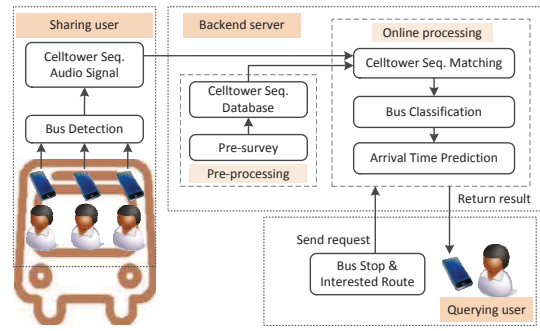 Sharing user
Celltower Seq.
Audio Signal
Bus Detection
Backend server
Celltower Seq.
Database
Pre-survey
Pre-processing
Online processing
Celltower Seq. Matching
Bus Classification
Arrival Time Prediction
Return result
Send request
Bus Stop &
Interested Route
Querying user